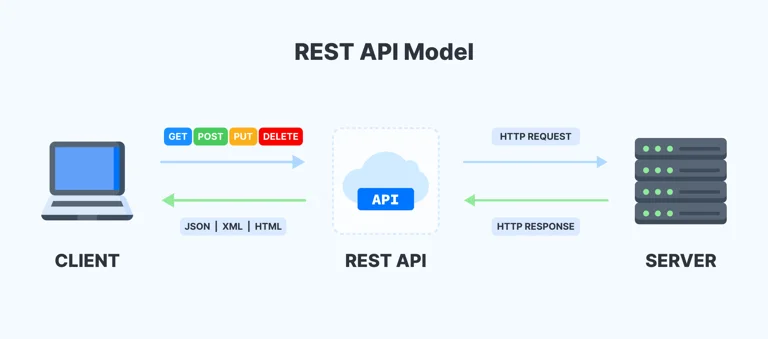 REST API Model
GET POST PUT DELETE
HTTP REQUEST
API
JSON | XML | HTML
HTTP RESPONSE
CLIENT
REST API
SERVER